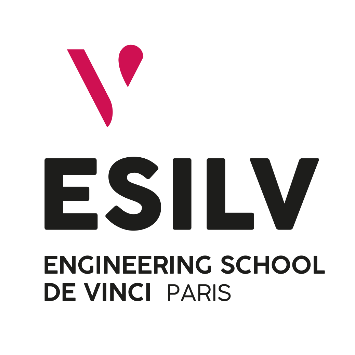 ESILV
ENGINEERING SCHOOL
DE VINCI PARIS